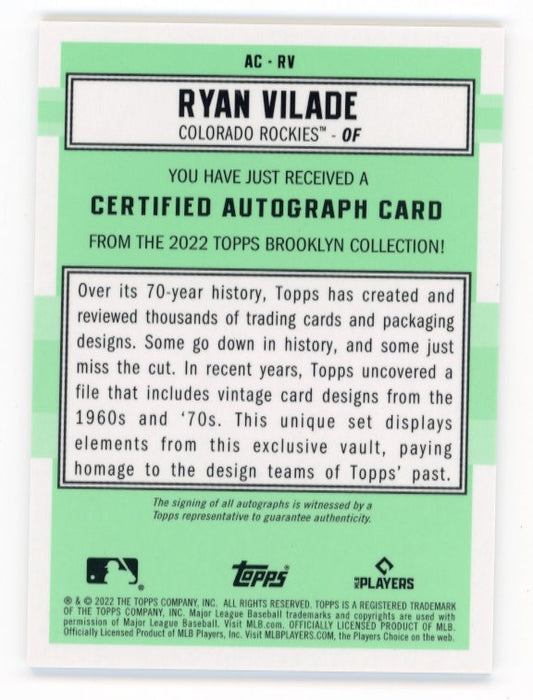 AC - RV
RYAN VILADE
COLORADO ROCKIES™ - OF
YOU HAVE JUST RECEIVED A
CERTIFIED AUTOGRAPH CARD
FROM THE 2022 TOPPS BROOKLYN COLLECTION!
Over its 70-year history, Topps has created and
reviewed thousands of trading cards and packaging
designs. Some go down in history, and some just
miss the cut. In recent years, Topps uncovered a
file that includes vintage card designs from the
1960s and ‘70s. This unique set displays
elements from this exclusive vault, paying
homage to the design teams of Topps’ past.
The signing of all autographs is witnessed by a
Topps representative to guarantee authenticity.
Topps® PLAYERS
® & © 2022 THE TOPPS COMPANY, INC. ALL RIGHTS RESERVED. TOPPS IS A REGISTERED TRADEMARK
OF THE TOPPS COMPANY, INC. Major League Baseball trademarks and copyrights are used with
permission of Major League Baseball. Visit MLB.com. OFFICIALLY LICENSED PRODUCT OF MLB.
Officially Licensed Product of MLB Players, Inc. Visit MLBPLAYERS.COM, the Players Choice on the web.